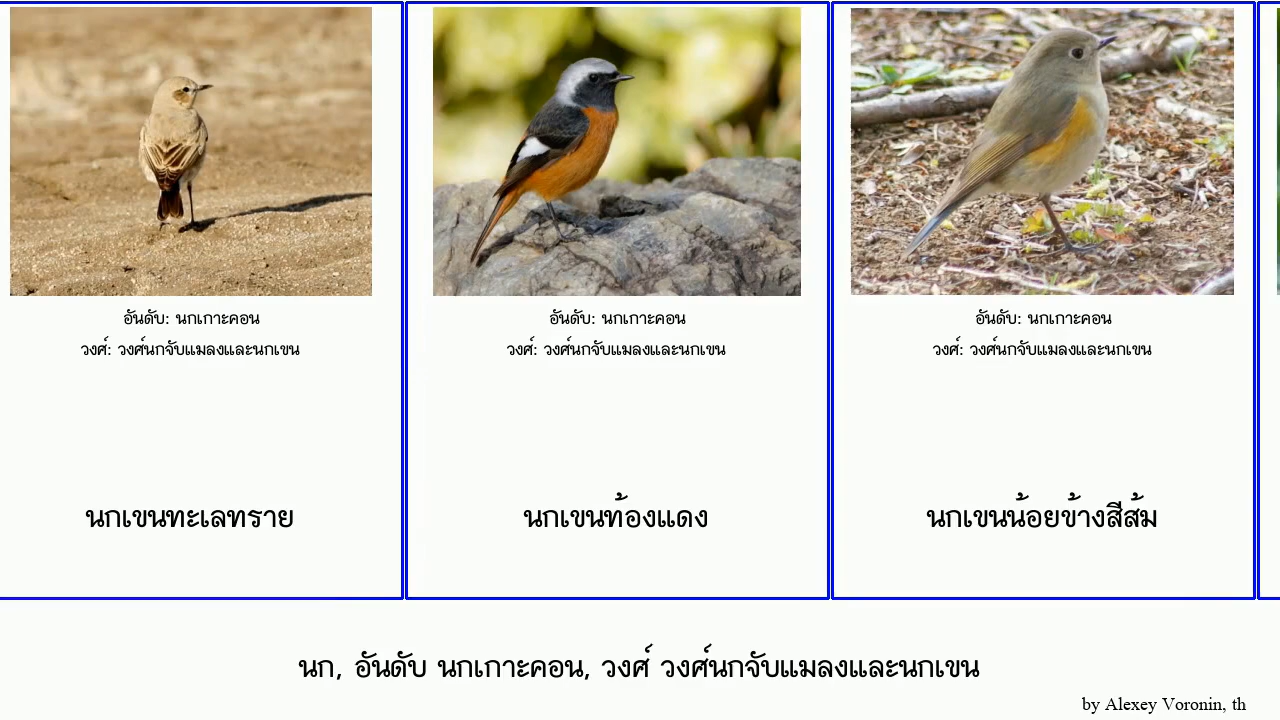 อันดับ: นกเกาะคอน
วงศ์: วงศ์นกจับแมลงและนกเขน
นกเขนทะเลทราย
อันดับ: นกเกาะคอน
วงศ์: วงศ์นกจับแมลงและนกเขน
นกเขนท้องแดง
อันดับ: นกเกาะคอน
วงศ์: วงศ์นกจับแมลงและนกเขน
นกเขนน้อยข้างสีส้ม
นก, อันดับ นกเกาะคอน, วงศ์ วงศ์นกจับแมลงและนกเขน
by Alexey Voronin, th